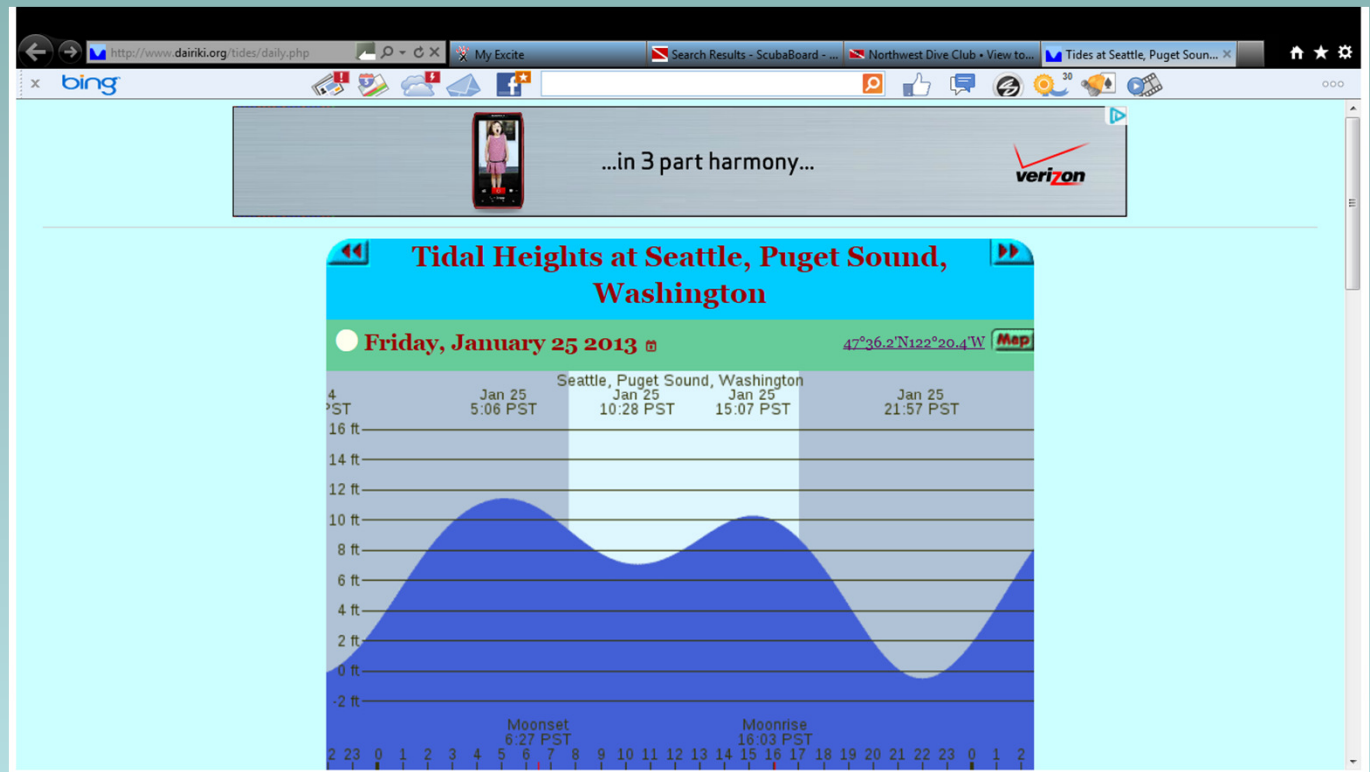 http://www.dairiki.org/tides/daily.php
My Excite
Search Results - ScubaBoard - ...
Northwest Dive Club • View to...
Tides at Seattle, Puget Soun...
bing
30
...in 3 part harmony...
verizon
Tidal Heights at Seattle, Puget Sound,
Washington
Friday, January 25 2013
47°36.2'N122°20.4'W
Map
Seattle, Puget Sound, Washington
4 Jan 25 Jan 25 Jan 25 Jan 25
PST 5:06 PST 10:28 PST 15:07 PST 21:57 PST
16 ft
14 ft
12 ft
10 ft
8 ft
6 ft
4 ft
2 ft
0 ft
-2 ft
Moonset Moonrise
6:27 PST 16:03 PST
2 23 0 1 2 3 4 5 6 7 8 9 10 11 12 13 14 15 16 17 18 19 20 21 22 23 0 1 2